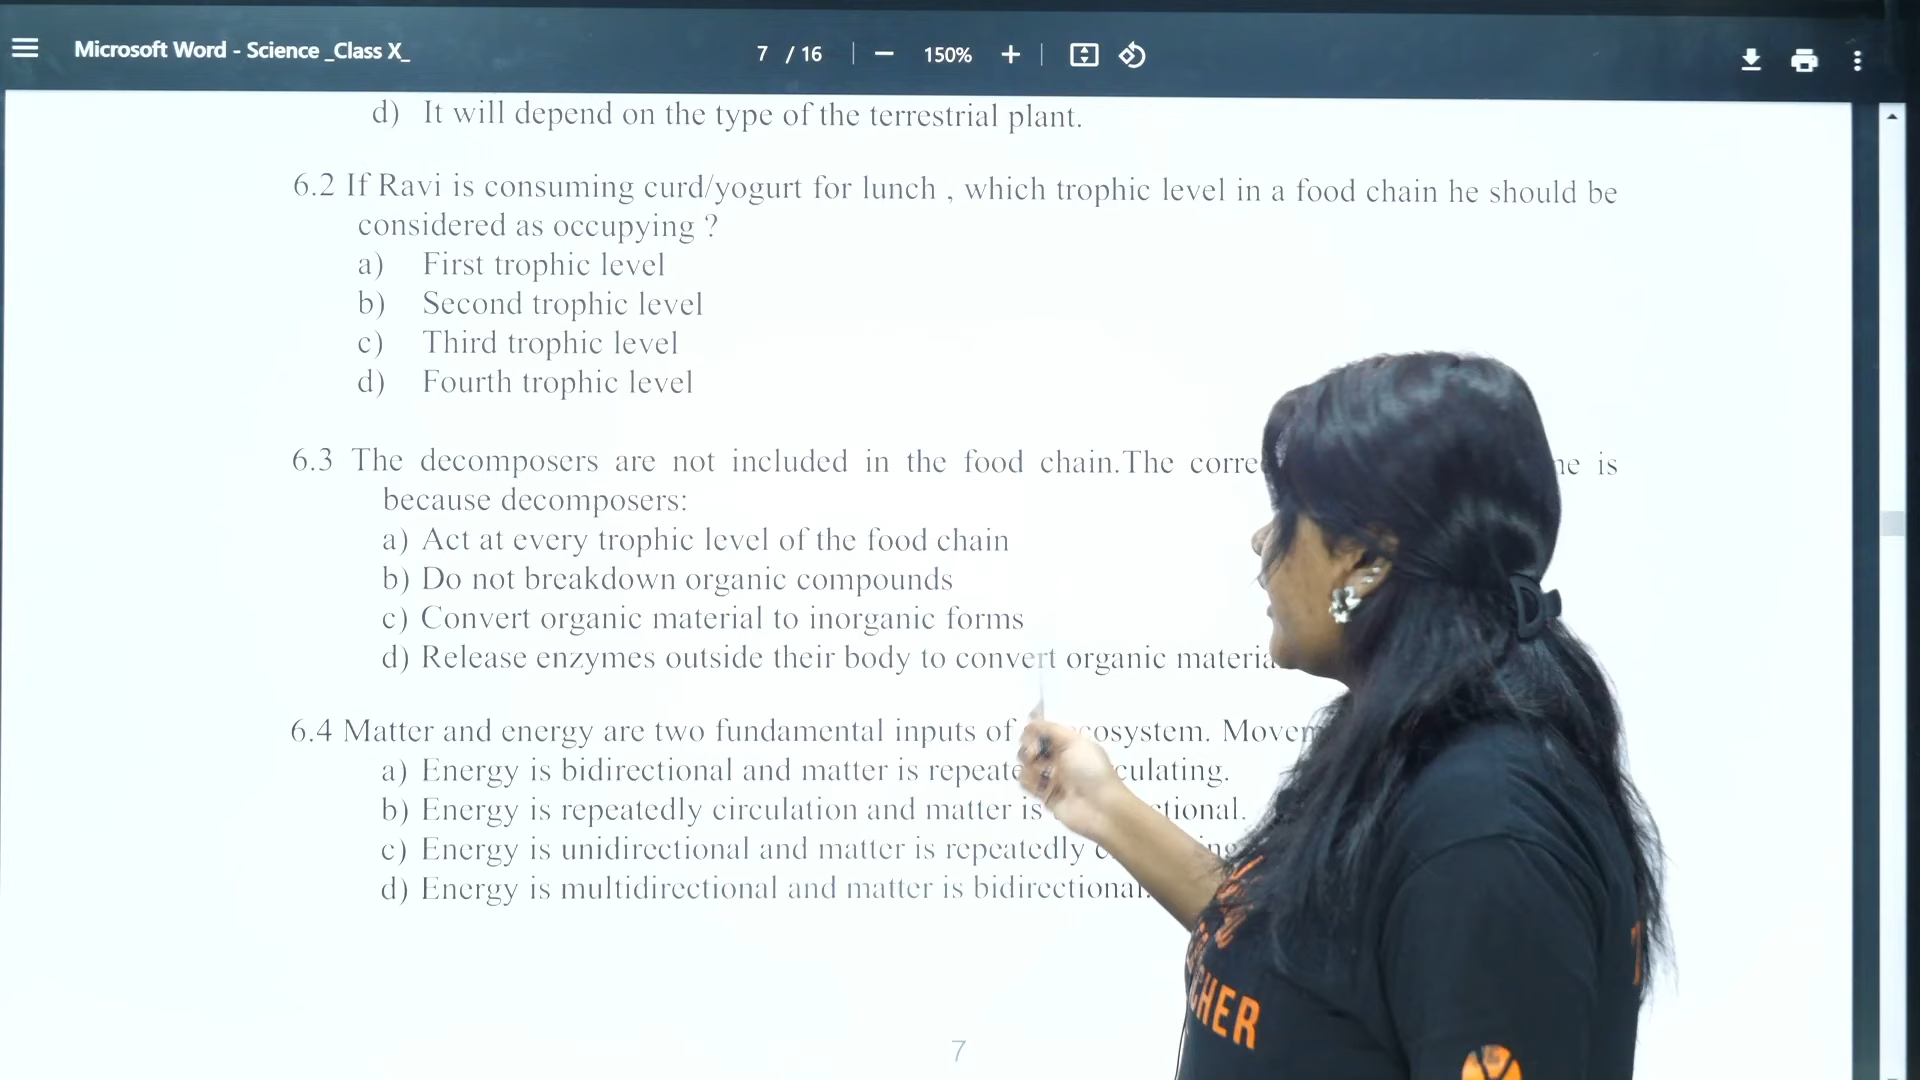 Microsoft Word - Science _Class X_
7 / 16
150%
d) It will depend on the type of the terrestrial plant.
6.2 If Ravi is consuming curd/yogurt for lunch , which trophic level in a food chain he should be
considered as occupying ?
a) First trophic level
b) Second trophic level
c) Third trophic level
d) Fourth trophic level
6.3 The decomposers are not included in the food chain.The is
because decomposers:
a) Act at every trophic level of the food chain
b) Do not breakdown organic compounds
c) Convert organic material to inorganic forms
d) Release enzymes outside their body to convert organic
6.4 Matter and energy are two fundamental inputs of
a) Energy is bidirectional and matter is
b) Energy is repeatedly circulation and matter is
c) Energy is unidirectional and matter is repeatedly
d) Energy is multidirectional and matter is bidirectional.
7